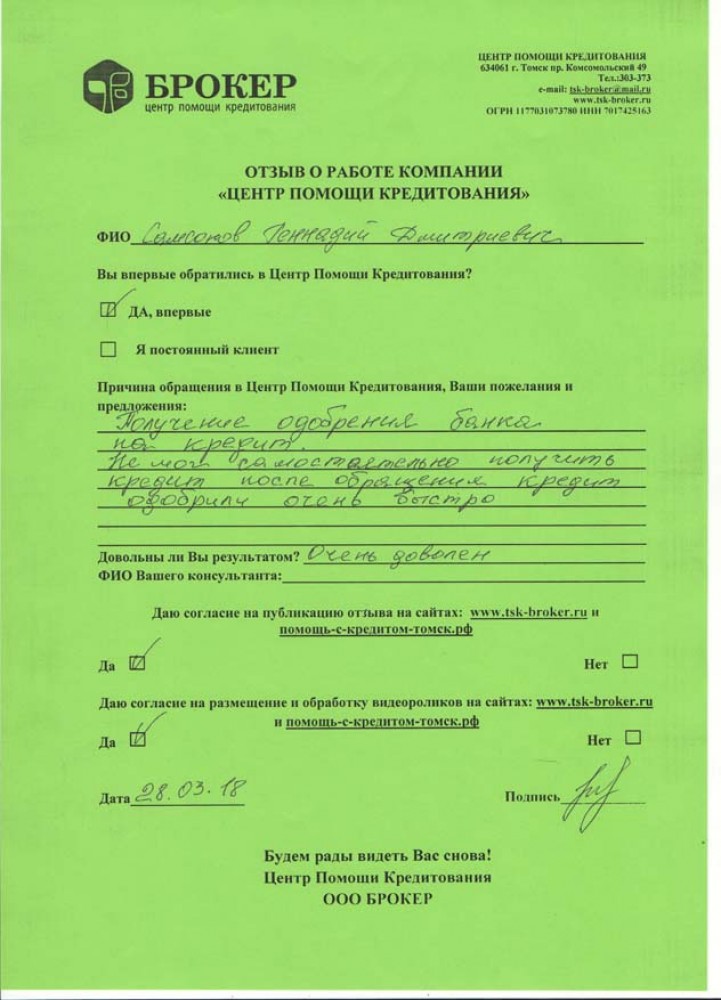 БРОКЕР
центр помощи кредитования
ЦЕНТР ПОМОЩИ КРЕДИТОВАНИЯ
634061 г. Томск пр. Комсомольский 49
Тел.:303-373
e-mail: tsk-broker@mail.ru
www.tsk-broker.ru
ОГРН 1177031073780 ИНН 7017425163
ОТЗЫВ О РАБОТЕ КОМПАНИИ
«ЦЕНТР ПОМОЩИ КРЕДИТОВАНИЯ»
ФИО Самсонов Геннадий Дмитриевич
Вы впервые обратились в Центр Помощи Кредитования?
ДА, впервые
Я постоянный клиент
Причина обращения в Центр Помощи Кредитования, Ваши пожелания и
предложения:
Получение одобрения банка
на кредит.
Не мог самостоятельно получить
кредит после обращения кредит
одобрили очень быстро
Довольны ли Вы результатом? Очень доволен
ФИО Вашего консультанта:
Даю согласие на публикацию отзыва на сайтах: www.tsk-broker.ru и
помощь-с-кредитом-томск.рф
Да Нет
Даю согласие на размещение и обработку видеороликов на сайтах: www.tsk-broker.ru
и помощь-с-кредитом-томск.рф
Да Нет
Дата 28.03.18 Подпись
Будем рады видеть Вас снова!
Центр Помощи Кредитования
ООО БРОКЕР